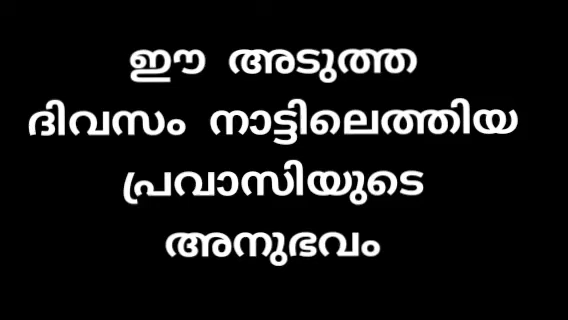 ഈ അടുത്ത
ദിവസം നാട്ടിലെത്തിയ
പ്രവാസിയുടെ
അനുഭവം